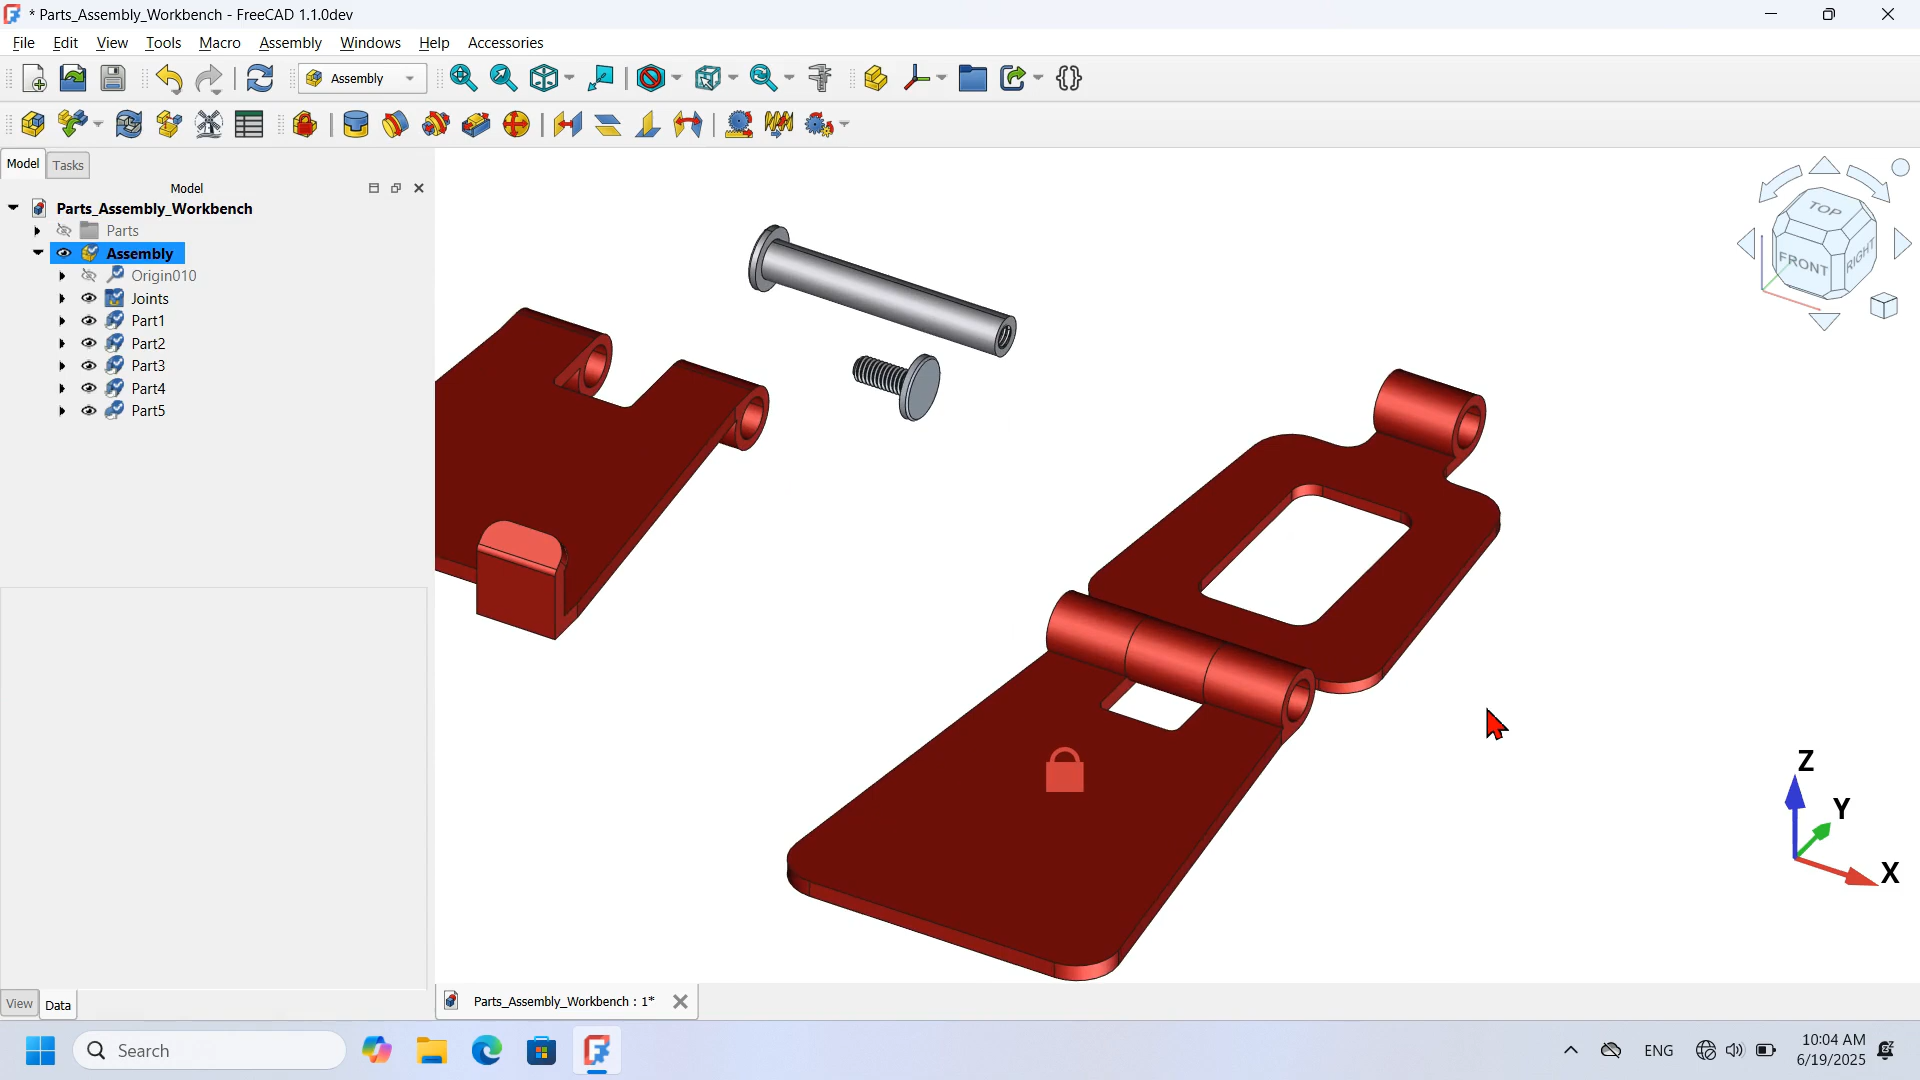 * Parts_Assembly_Workbench - FreeCAD 1.1.0dev
File Edit View Tools Macro Assembly Windows Help Accessories
Assembly
Model Tasks
Model
Parts_Assembly_Workbench
Parts
Assembly
Origin010
Joints
Part1
Part2
Part3
Part4
Part5
TOP
FRONT
RIGHT
Z
Y
X
View Data
Parts_Assembly_Workbench : 1*
Search
ENG
10:04 AM
6/19/2025